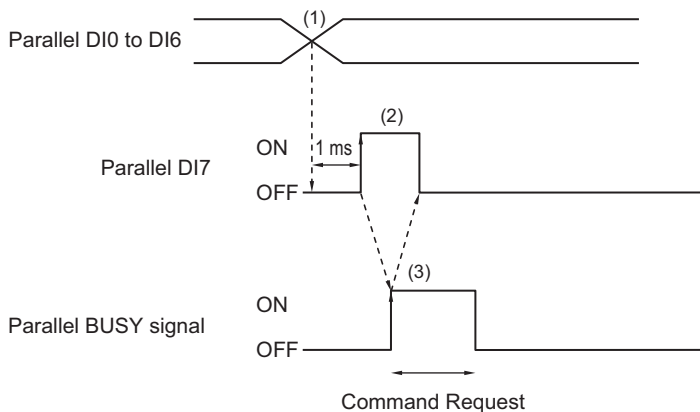 (1)
Parallel DI0 to DI6
(2)
ON
1 ms
Parallel DI7
OFF
(3)
ON
Parallel BUSY signal
OFF
Command Request